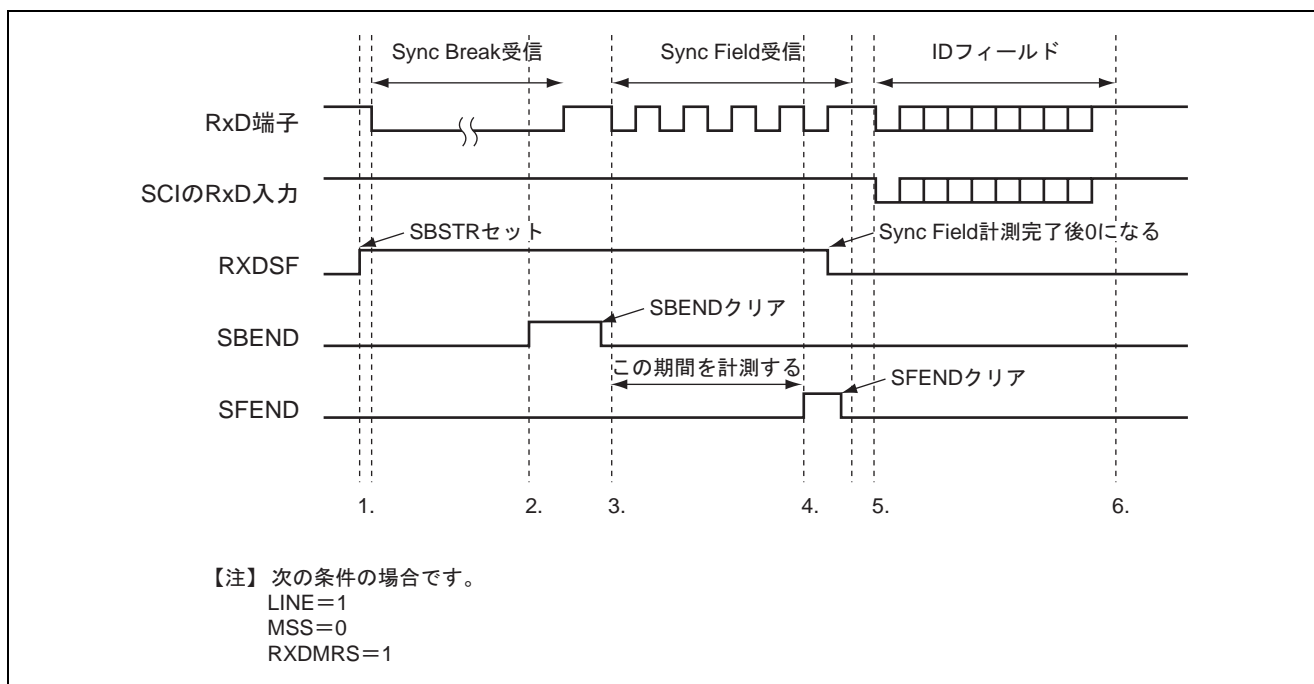 Sync Break受信
Sync Field受信
IDフィールド
RxD端子
SCIのRxD入力
SBSTRセット
Sync Field計測完了後0になる
RXDSF
SBENDクリア
SBEND
この期間を計測する
SFENDクリア
SFEND
1.
2.
3.
4.
5.
6.
【注】 次の条件の場合です。
LINE＝1
MSS＝0
RXDMRS＝1